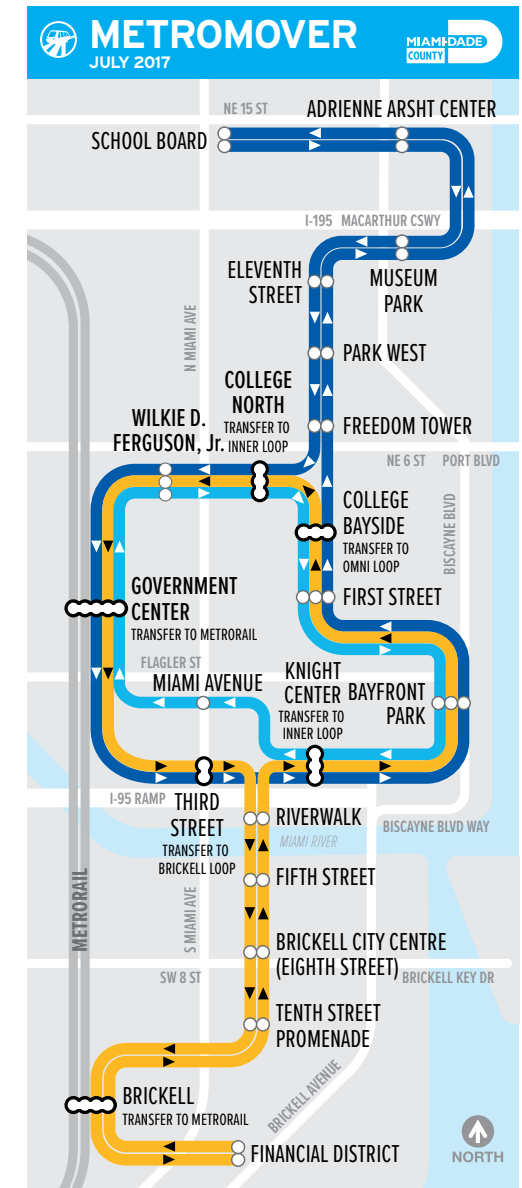 METROMOVER
JULY 2017
MIAMI-DADE
COUNTY
NE 15 ST
ADRIENNE ARSHT CENTER
SCHOOL BOARD
I-195 MACARTHUR CSWY
ELEVENTH
STREET
MUSEUM
PARK
N MIAMI AVE
PARK WEST
COLLEGE
NORTH
TRANSFER TO
INNER LOOP
WILKIE D.
FERGUSON, Jr.
FREEDOM TOWER
NE 6 ST PORT BLVD
COLLEGE
BAYSIDE
TRANSFER TO
OMNI LOOP
BISCAYNE BLVD
GOVERNMENT
CENTER
TRANSFER TO METRORAIL
FIRST STREET
FLAGLER ST
MIAMI AVENUE
KNIGHT
CENTER
TRANSFER TO
INNER LOOP
BAYFRONT
PARK
I-95 RAMP
THIRD
STREET
TRANSFER TO
BRICKELL LOOP
RIVERWALK
MIAMI RIVER
BISCAYNE BLVD WAY
METRORAIL
FIFTH STREET
S MIAMI AVE
BRICKELL CITY CENTRE
(EIGHTH STREET)
SW 8 ST
BRICKELL KEY DR
TENTH STREET
PROMENADE
BRICKELL
TRANSFER TO METRORAIL
BRICKELL AVENUE
FINANCIAL DISTRICT
NORTH